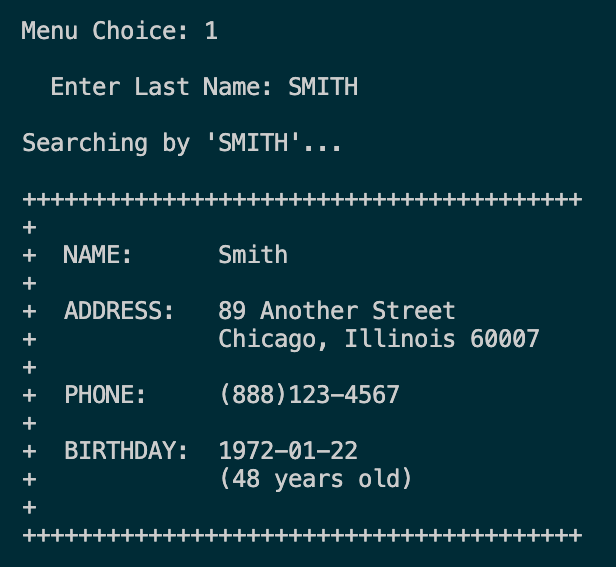 Menu Choice: 1
Enter Last Name: SMITH
Searching by 'SMITH'...
++++++++++++++++++++++++++++++++++++++++
+
+  NAME:      Smith
+
+  ADDRESS:   89 Another Street
+             Chicago, Illinois 60007
+
+  PHONE:     (888)123-4567
+
+  BIRTHDAY:  1972-01-22
+             (48 years old)
+
++++++++++++++++++++++++++++++++++++++++